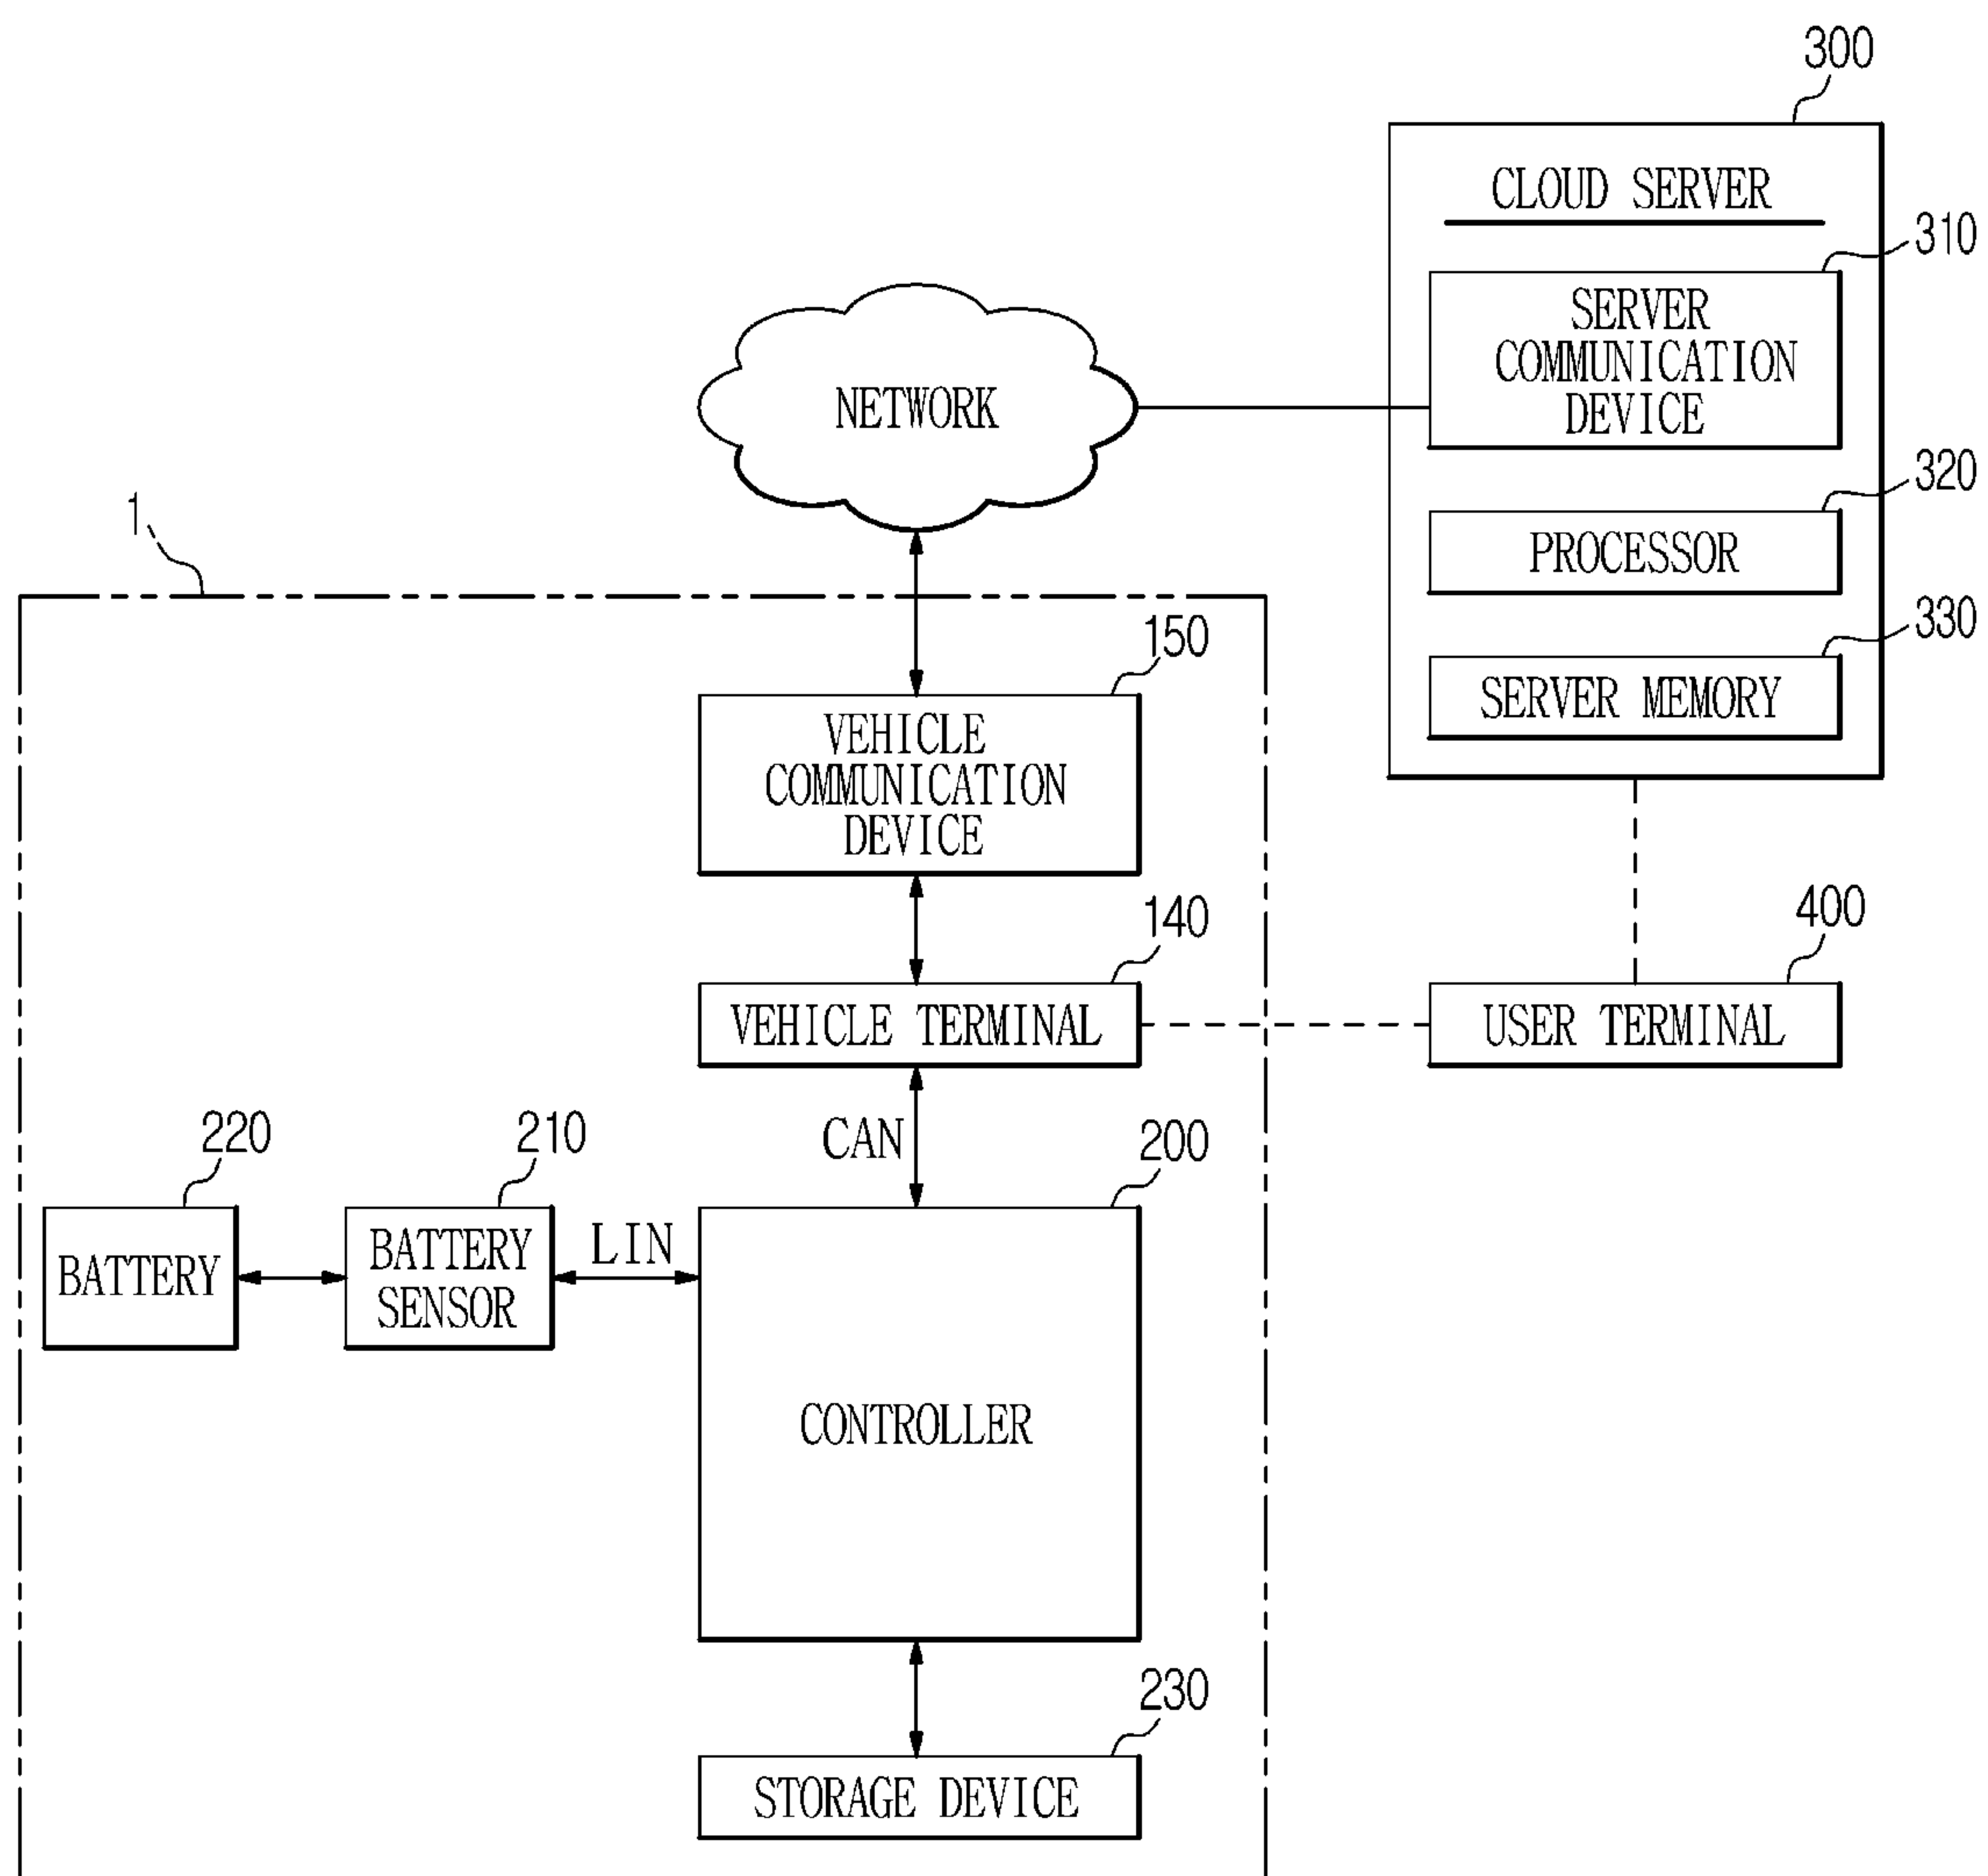 300
CLOUD SERVER
310
SERVER
COMMUNICATION
DEVICE
NETWORK
320
PROCESSOR
1
330
SERVER MEMORY
150
VEHICLE
COMMUNICATION
DEVICE
140
400
VEHICLE TERMINAL
USER TERMINAL
CAN
220
210
200
BATTERY
BATTERY
SENSOR
LIN
CONTROLLER
230
STORAGE DEVICE